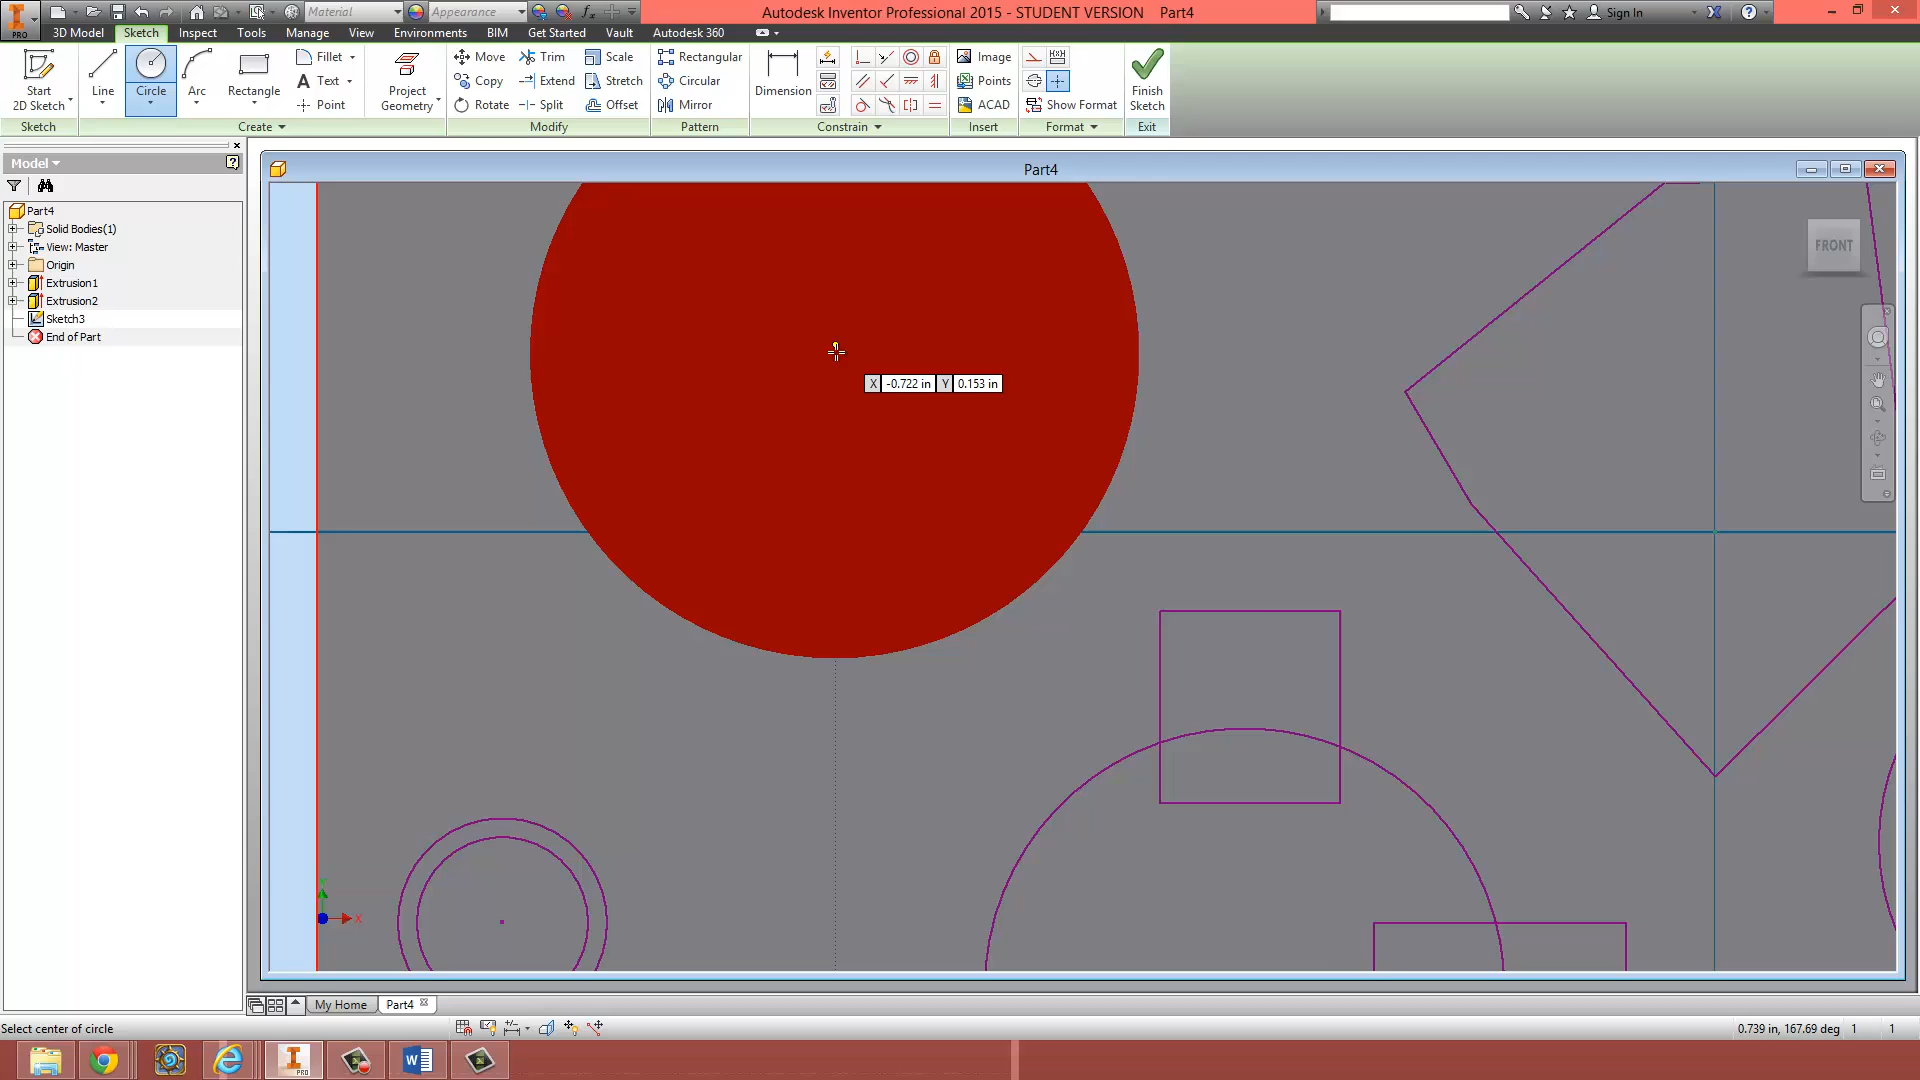 Material
Appearance
Autodesk Inventor Professional 2015 - STUDENT VERSION Part4
Sign In
PRO
3D Model Sketch Inspect Tools Manage View Environments BIM Get Started Vault Autodesk 360
Start
2D Sketch
Line
Circle
Arc
Rectangle
Fillet
Text
Point
Project
Geometry
Move
Copy
Rotate
Trim
Extend
Split
Scale
Stretch
Offset
Rectangular
Circular
Mirror
Dimension
Image
Points
ACAD
Show Format
Finish
Sketch
Sketch Create Modify Pattern Constrain Insert Format Exit
Model
Part4
Part4
Solid Bodies(1)
View: Master
Origin
Extrusion1
Extrusion2
Sketch3
End of Part
FRONT
X -0.722 in Y 0.153 in
X
My Home Part4
Select center of circle
0.739 in, 167.69 deg 1 1
PRO